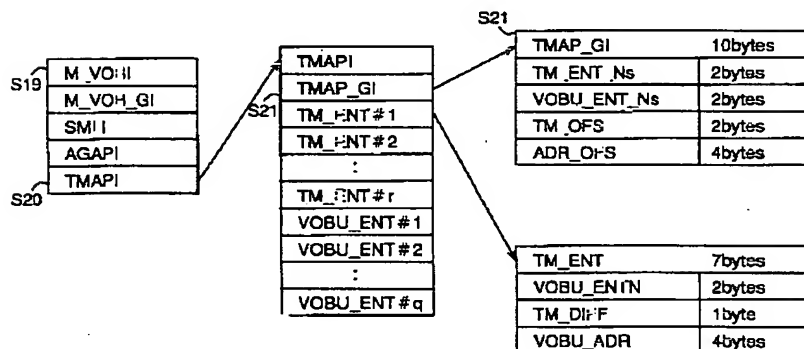 S19
M_VOBI
M_VOB_GI
SMLI
AGAPI
TMAPI
S20
TMAPI
TMAP_GI
S21
TM_ENT#1
TM_ENT#2
:
TM_ENT#r
VOBU_ENT#1
VOBU_ENT#2
:
VOBU_ENT#q
S21
TMAP_GI 10bytes
TM_ENT_Ns 2bytes
VOBU_ENT_Ns 2bytes
TM_OFS 2bytes
ADR_OFS 4bytes
TM_ENT 7bytes
VOBU_ENTN 2bytes
TM_DIFF 1byte
VOBU_ADR 4bytes